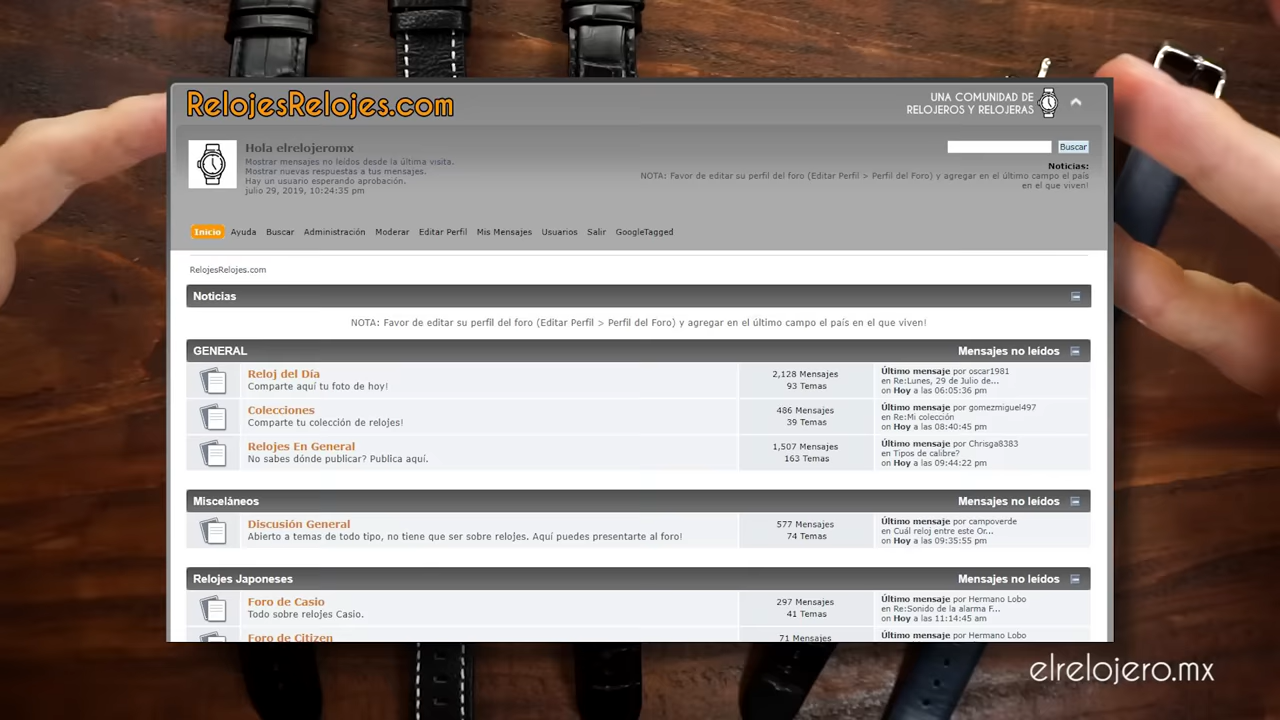 RelojesRelojes.com
UNA COMUNIDAD DE
RELOJEROS Y RELOJERAS
Hola elrelojeromx
Mostrar mensajes no leídos desde la última visita.
Mostrar nuevas respuestas a tus mensajes.
Hay un usuario esperando aprobación.
julio 29, 2019, 10:24:35 pm
Buscar
Noticias:
NOTA: Favor de editar su perfil del foro (Editar Perfil > Perfil del Foro) y agregar en el último campo el país
en el que viven!
Inicio Ayuda Buscar Administración Moderar Editar Perfil Mis Mensajes Usuarios Salir GoogleTagged
RelojesRelojes.com
Noticias
NOTA: Favor de editar su perfil del foro (Editar Perfil > Perfil del Foro) y agregar en el último campo el país en el que viven!
GENERAL Mensajes no leídos
Reloj del Día
Comparte aquí tu foto de hoy!
2,128 Mensajes
93 Temas
Último mensaje por oscar1981
en Re:Lunes, 29 de Julio de...
on Hoy a las 06:05:36 pm
Colecciones
Comparte tu colección de relojes!
486 Mensajes
39 Temas
Último mensaje por gomezmiguel497
en Re:Mi colección
on Hoy a las 08:40:45 pm
Relojes En General
No sabes dónde publicar? Publica aquí.
1,507 Mensajes
163 Temas
Último mensaje por Chrisga8383
en Tipos de calibre?
on Hoy a las 09:44:22 pm
Misceláneos Mensajes no leídos
Discusión General
Abierto a temas de todo tipo, no tiene que ser sobre relojes. Aquí puedes presentarte al foro!
577 Mensajes
74 Temas
Último mensaje por campoverde
en Cuál reloj entre este Or...
on Hoy a las 09:35:55 pm
Relojes Japoneses Mensajes no leídos
Foro de Casio
Todo sobre relojes Casio.
297 Mensajes
41 Temas
Último mensaje por Hermano Lobo
en Re:Sonido de la alarma F...
on Hoy a las 11:14:45 am
Foro de Citizen
71 Mensajes
Último mensaje por Hermano Lobo
elrelojero.mx